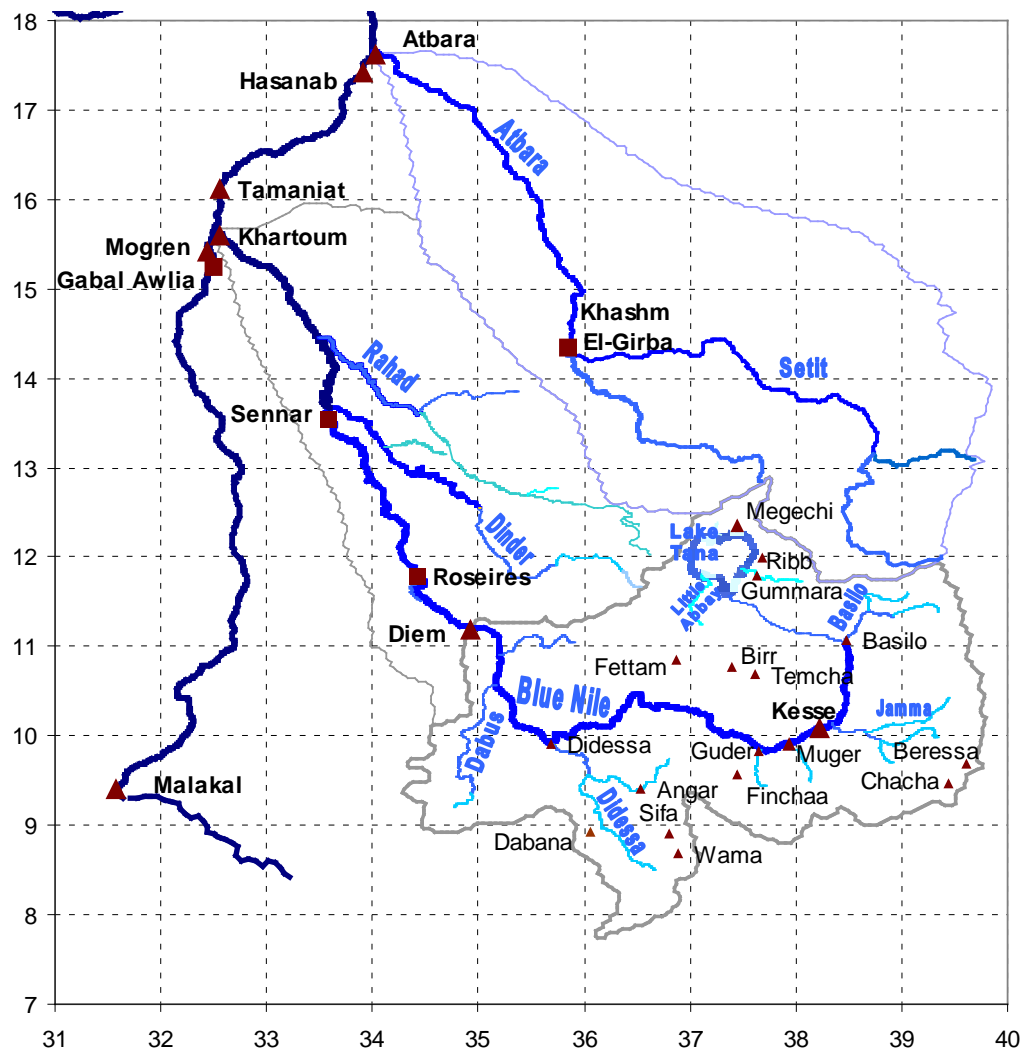 18
Atbara
Hasanab
17
Atbara
16
Tamaniat
Khartoum
Mogren
Gabal Awlia
15
Khashm
El-Girba
Rahad
Setit
14
Sennar
13
Megechi
Lake
Tana
Dinder
12
Ribb
Roseires
Gummara
Little
Abbay
Basilo
11
Diem
Basilo
Fettam
Birr
Temcha
Blue Nile
Kesse
Jamma
10
Dabus
Didessa
Guder
Muger
Beressa
Malakal
Angar
Finchaa
Chacha
Sifa
9
Didessa
Dabana
Wama
8
7
31 32 33 34 35 36 37 38 39 40